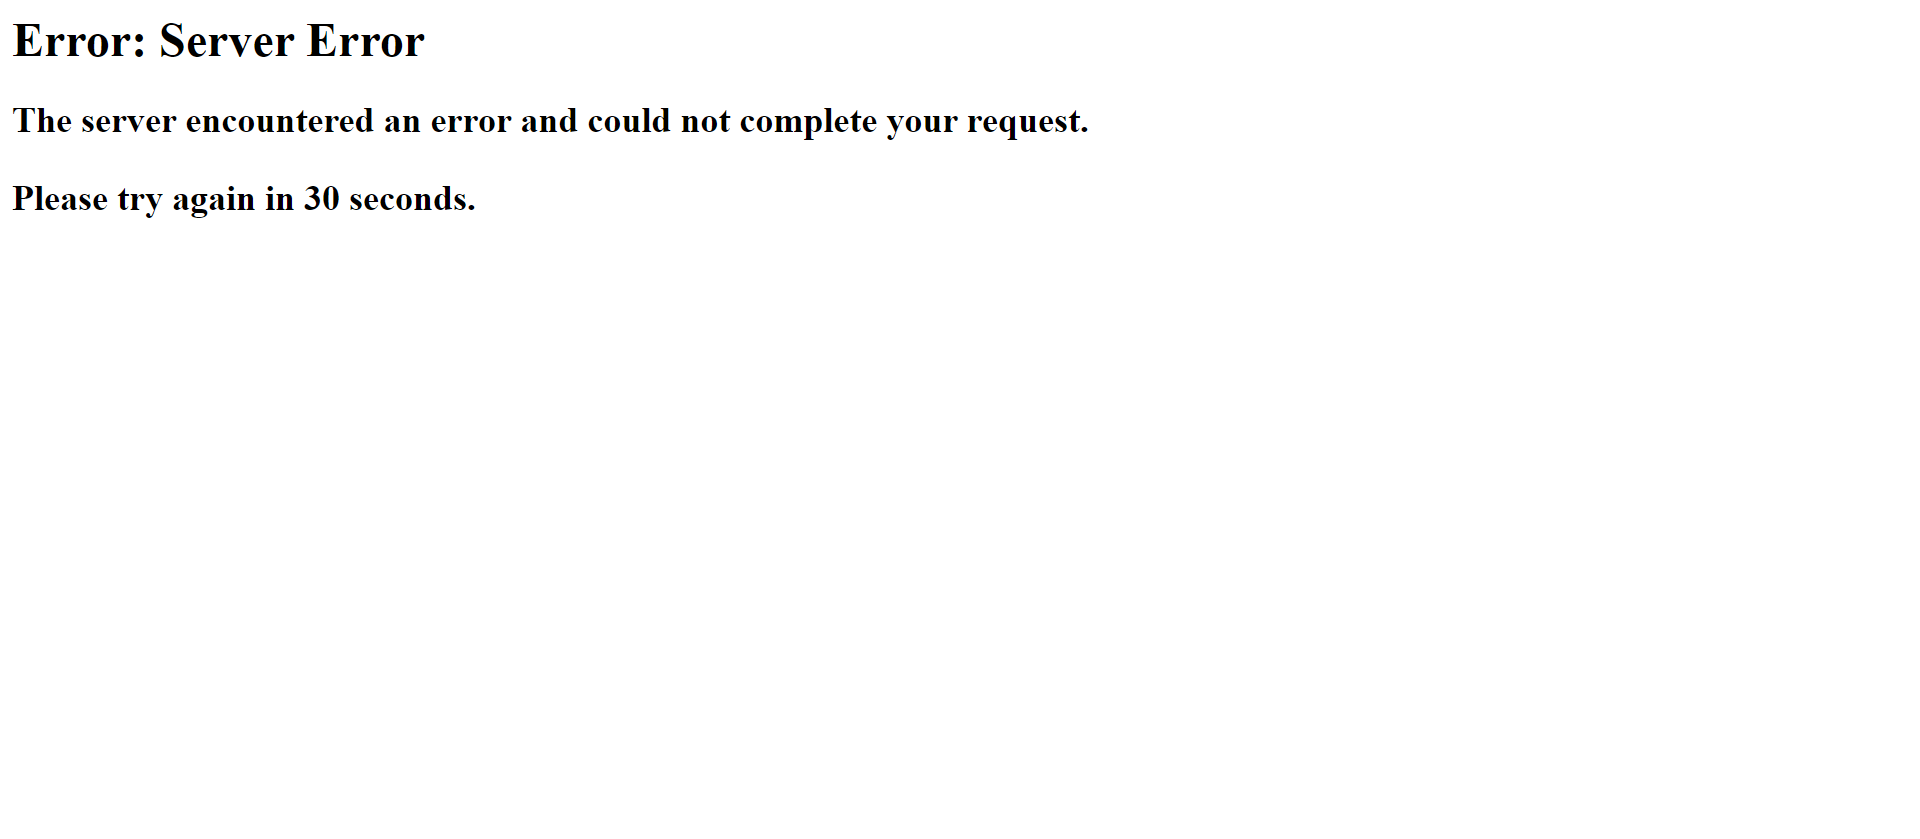 Error: Server Error
The server encountered an error and could not complete your request.
Please try again in 30 seconds.